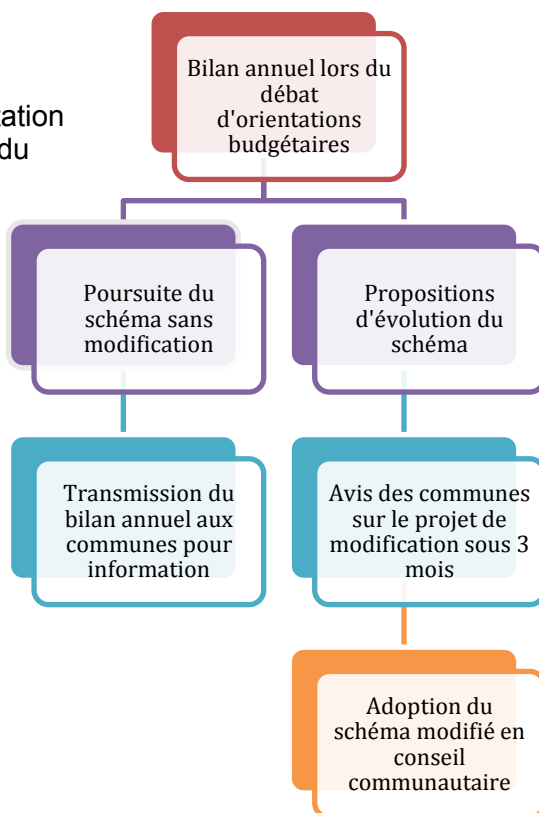 Bilan annuel lors du
débat
d'orientations
budgétaires
du
Poursuite du
schéma sans
modification
Propositions
d'évolution du
schéma
Transmission du
bilan annuel aux
communes pour
information
Avis des communes
sur le projet de
modification sous 3
mois
Adoption du
schéma modifié en
conseil
communautaire